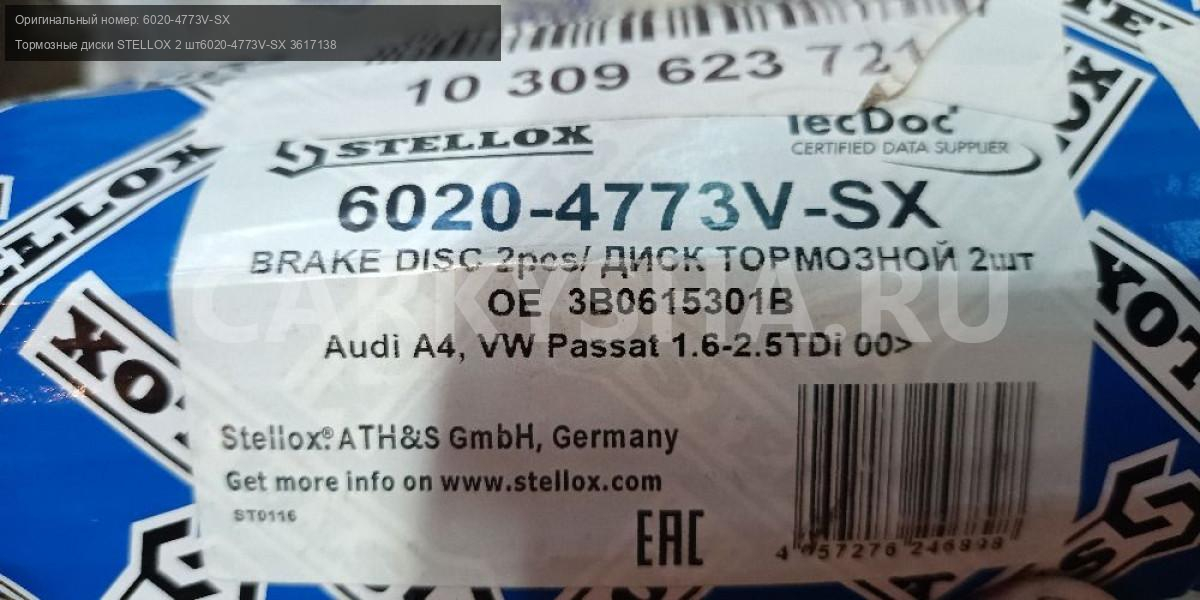 Оригинальный номер: 6020-4773V-SX
Тормозные диски STELLOX 2 шт6020-4773V-SX 3617138
10 309 623 721
STELLOX
TecDoc
CERTIFIED DATA SUPPLIER
6020-4773V-SX
BRAKE DISC 2pcs/ ДИСК ТОРМОЗНОЙ 2шт
OE 3B0615301B
CARKYSHA.RU
Audi A4, VW Passat 1.6-2.5TDi 00>
Stellox® ATH&S GmbH, Germany
Get more info on www.stellox.com
ST0116
EAC
4 057276 246898